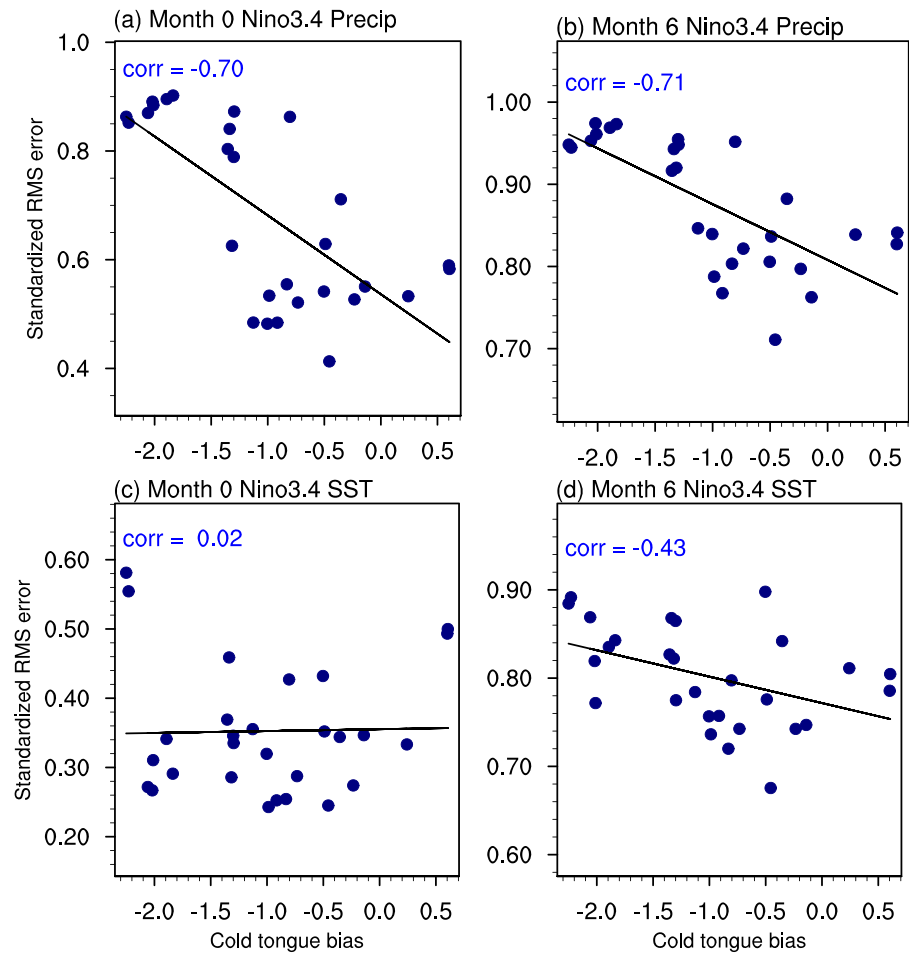 (a) Month 0 Nino3.4 Precip
corr = -0.70
Standardized RMS error
1.0
0.8
0.6
0.4
-2.0 -1.5 -1.0 -0.5 0.0 0.5
(b) Month 6 Nino3.4 Precip
corr = -0.71
1.00
0.90
0.80
0.70
-2.0 -1.5 -1.0 -0.5 0.0 0.5
(c) Month 0 Nino3.4 SST
corr = 0.02
Standardized RMS error
0.60
0.50
0.40
0.30
0.20
-2.0 -1.5 -1.0 -0.5 0.0 0.5
Cold tongue bias
(d) Month 6 Nino3.4 SST
corr = -0.43
0.90
0.80
0.70
0.60
-2.0 -1.5 -1.0 -0.5 0.0 0.5
Cold tongue bias